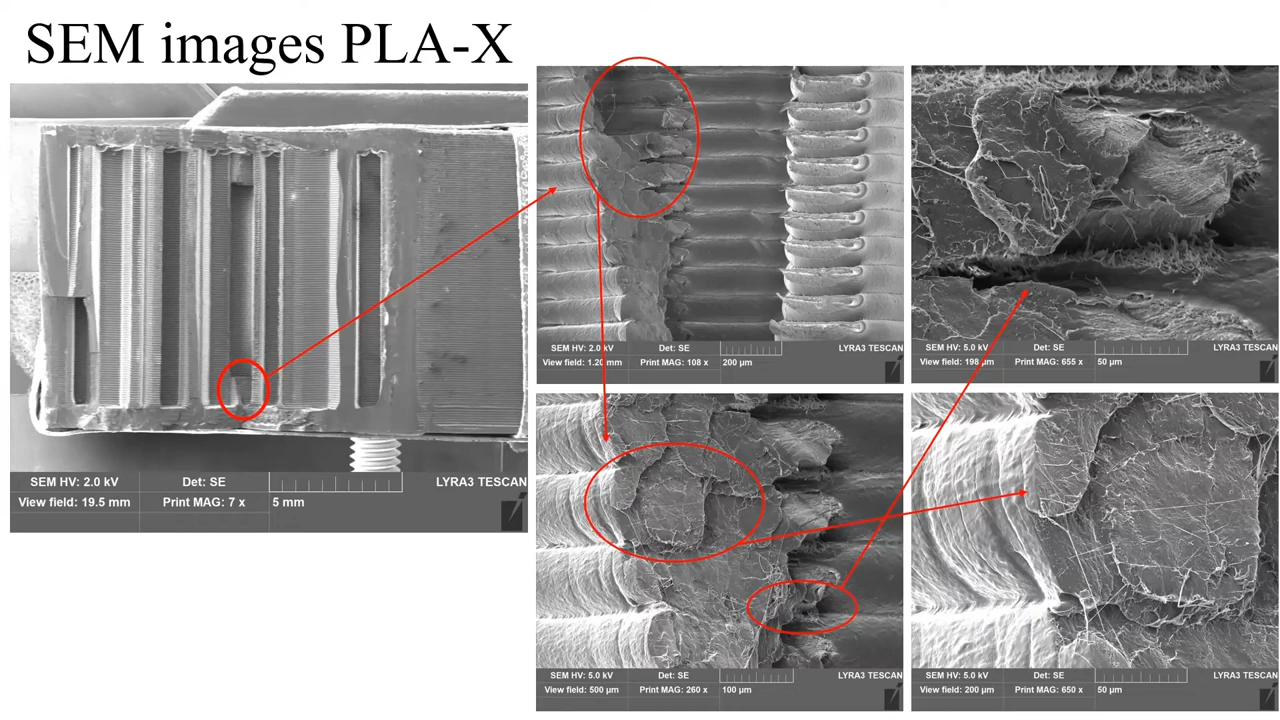 SEM images PLA-X
SEM HV: 2.0 kV Det: SE LYRA3 TESCAN
View field: 19.5 mm Print MAG: 7 x 5 mm
SEM HV: 2.0 kV Det: SE LYRA3 TESCAN
View field: 1.20 mm Print MAG: 108 x 200 µm
SEM HV: 5.0 kV Det: SE LYRA3 TESCAN
View field: 198 µm Print MAG: 655 x 50 µm
SEM HV: 5.0 kV Det: SE LYRA3 TESCAN
View field: 500 µm Print MAG: 260 x 100 µm
SEM HV: 5.0 kV Det: SE LYRA3 TESCAN
View field: 200 µm Print MAG: 650 x 50 µm